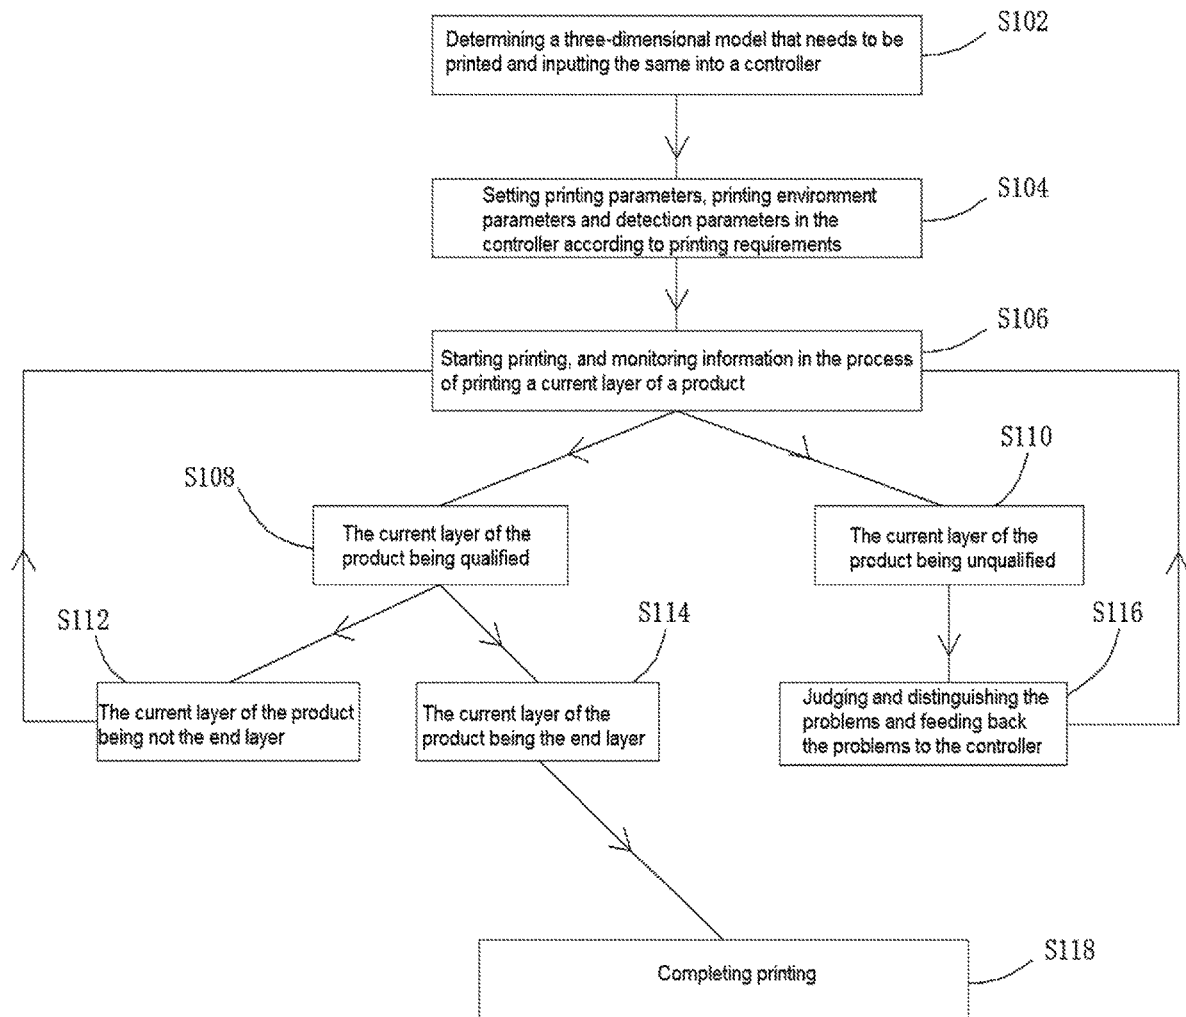 S102
Determining a three-dimensional model that needs to be
printed and inputting the same into a controller
S104
Setting printing parameters, printing environment
parameters and detection parameters in the
controller according to printing requirements
S106
Starting printing, and monitoring information in the process
of printing a current layer of a product
S108
The current layer of the
product being qualified
S110
The current layer of the
product being unqualified
S112
The current layer of the product
being not the end layer
S114
The current layer of the
product being the end layer
S116
Judging and distinguishing the
problems and feeding back
the problems to the controller
S118
Completing printing